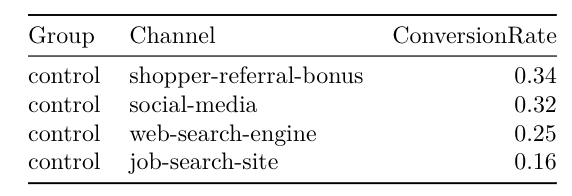 Group Channel ConversionRate
control shopper-referral-bonus 0.34
control social-media 0.32
control web-search-engine 0.25
control job-search-site 0.16